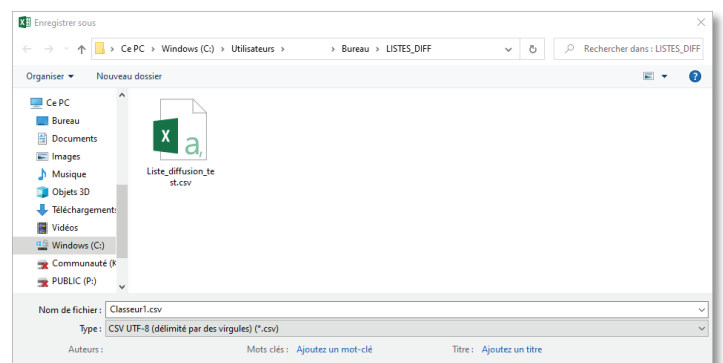 Enregistrer sous
Ce PC > Windows (C:) > Utilisateurs > > Bureau > LISTES_DIFF
Rechercher dans : LISTES_DIFF
Organiser Nouveau dossier
Ce PC
Bureau
Documents
Images
Musique
Objets 3D
Téléchargements
Vidéos
Windows (C:)
Communauté (K
PUBLIC (P:)
Liste_diffusion_te
st.csv
Nom de fichier : Classeur1.csv
Type : CSV UTF-8 (délimité par des virgules) (*.csv)
Auteurs : Mots clés : Ajoutez un mot-clé Titre : Ajoutez un titre